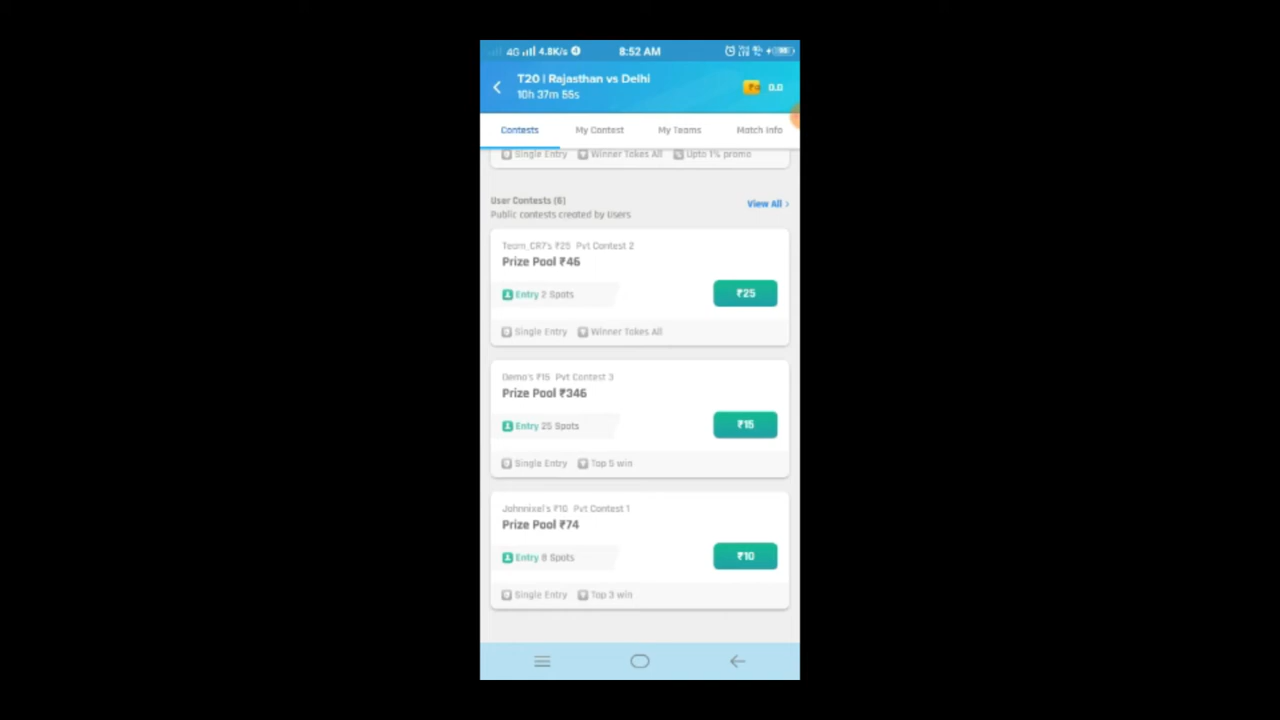 4G 4.8K/s 8:52 AM
T20 | Rajasthan vs Delhi
10h 37m 55s
0.0
Contests My Contest My Teams Match Info
Single Entry Winner Takes All Upto 1% promo
User Contests (6)
View All >
Public contests created by Users
Team_CR7's ₹25 Pvt Contest 2
Prize Pool ₹46
Entry 2 Spots
₹25
Single Entry Winner Takes All
₹15 Pvt Contest 3
Prize Pool ₹346
Entry 25 Spots
₹15
Single Entry Top 5 win
Johnnixel's ₹10 Pvt Contest 1
Prize Pool ₹74
Entry 8 Spots
₹10
Single Entry Top 3 win